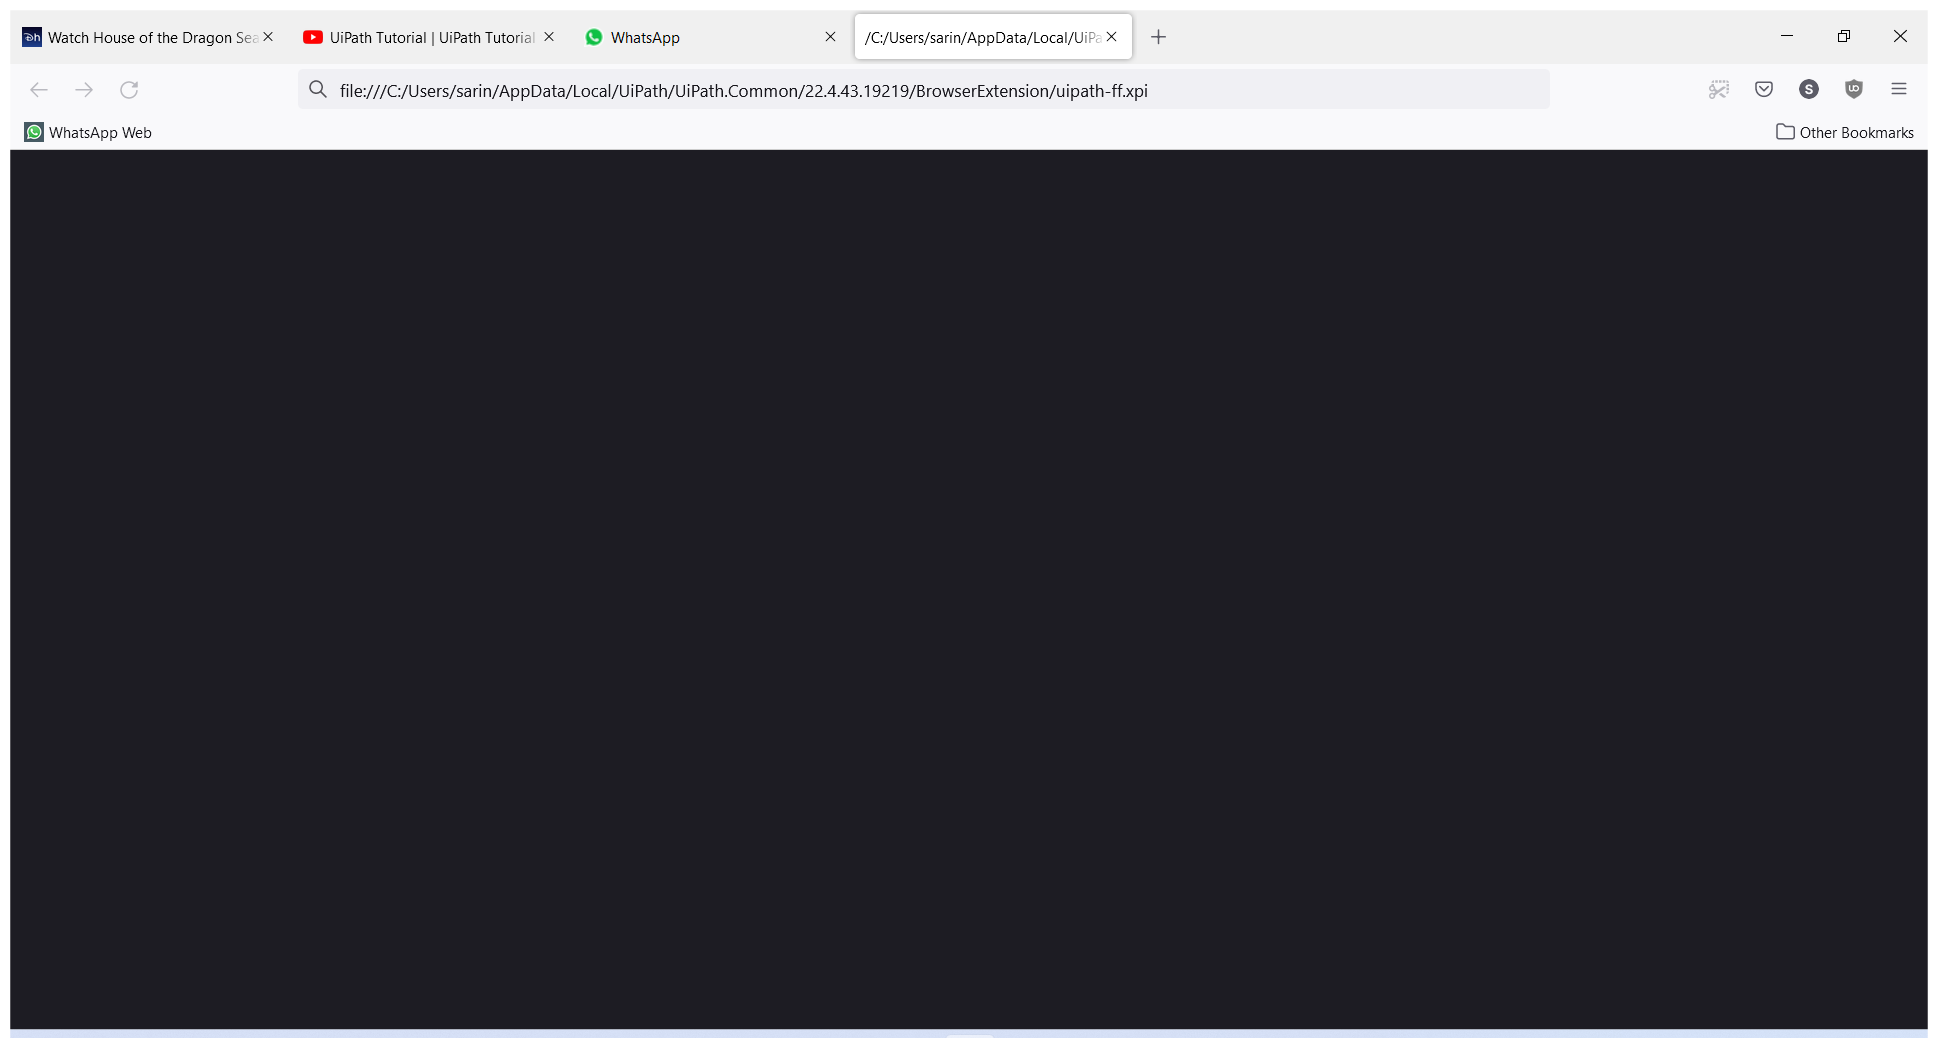 Watch House of the Dragon Sea
UiPath Tutorial | UiPath Tutorial
WhatsApp
/C:/Users/sarin/AppData/Local/UiPa
file:///C:/Users/sarin/AppData/Local/UiPath/UiPath.Common/22.4.43.19219/BrowserExtension/uipath-ff.xpi
S
WhatsApp Web
Other Bookmarks